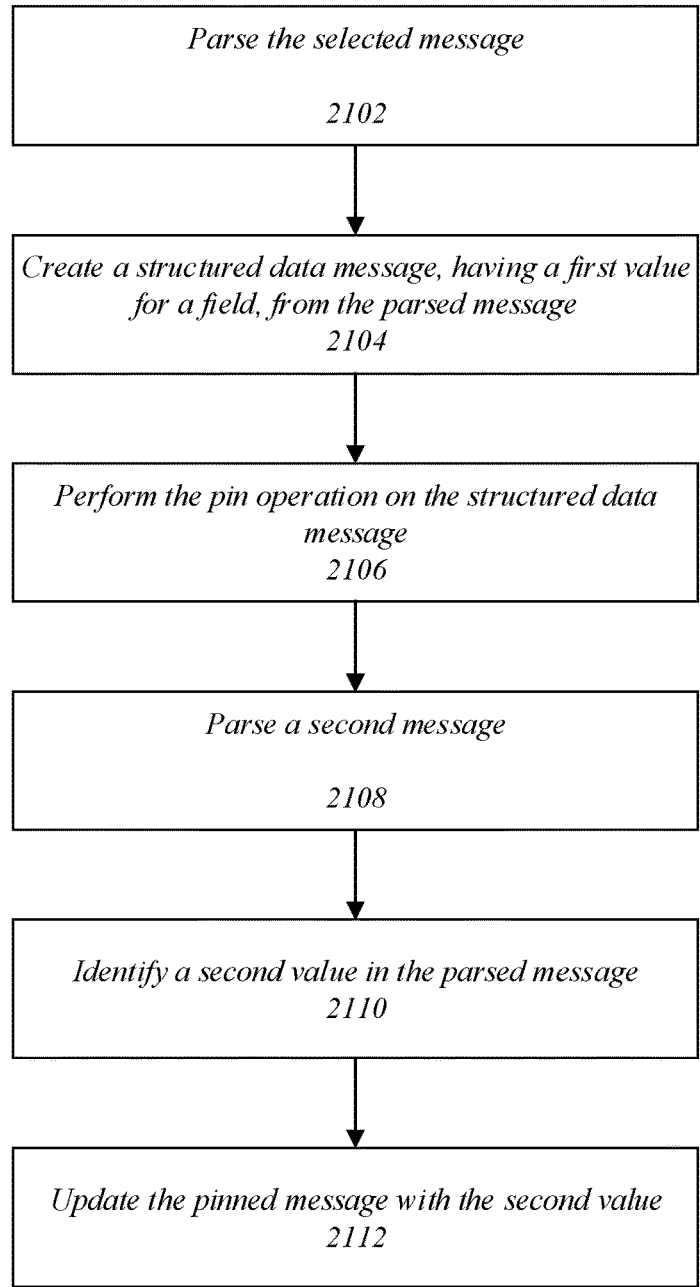 Parse the selected message
2102
Create a structured data message, having a first value
for a field, from the parsed message
2104
Perform the pin operation on the structured data
message
2106
Parse a second message
2108
Identify a second value in the parsed message
2110
Update the pinned message with the second value
2112